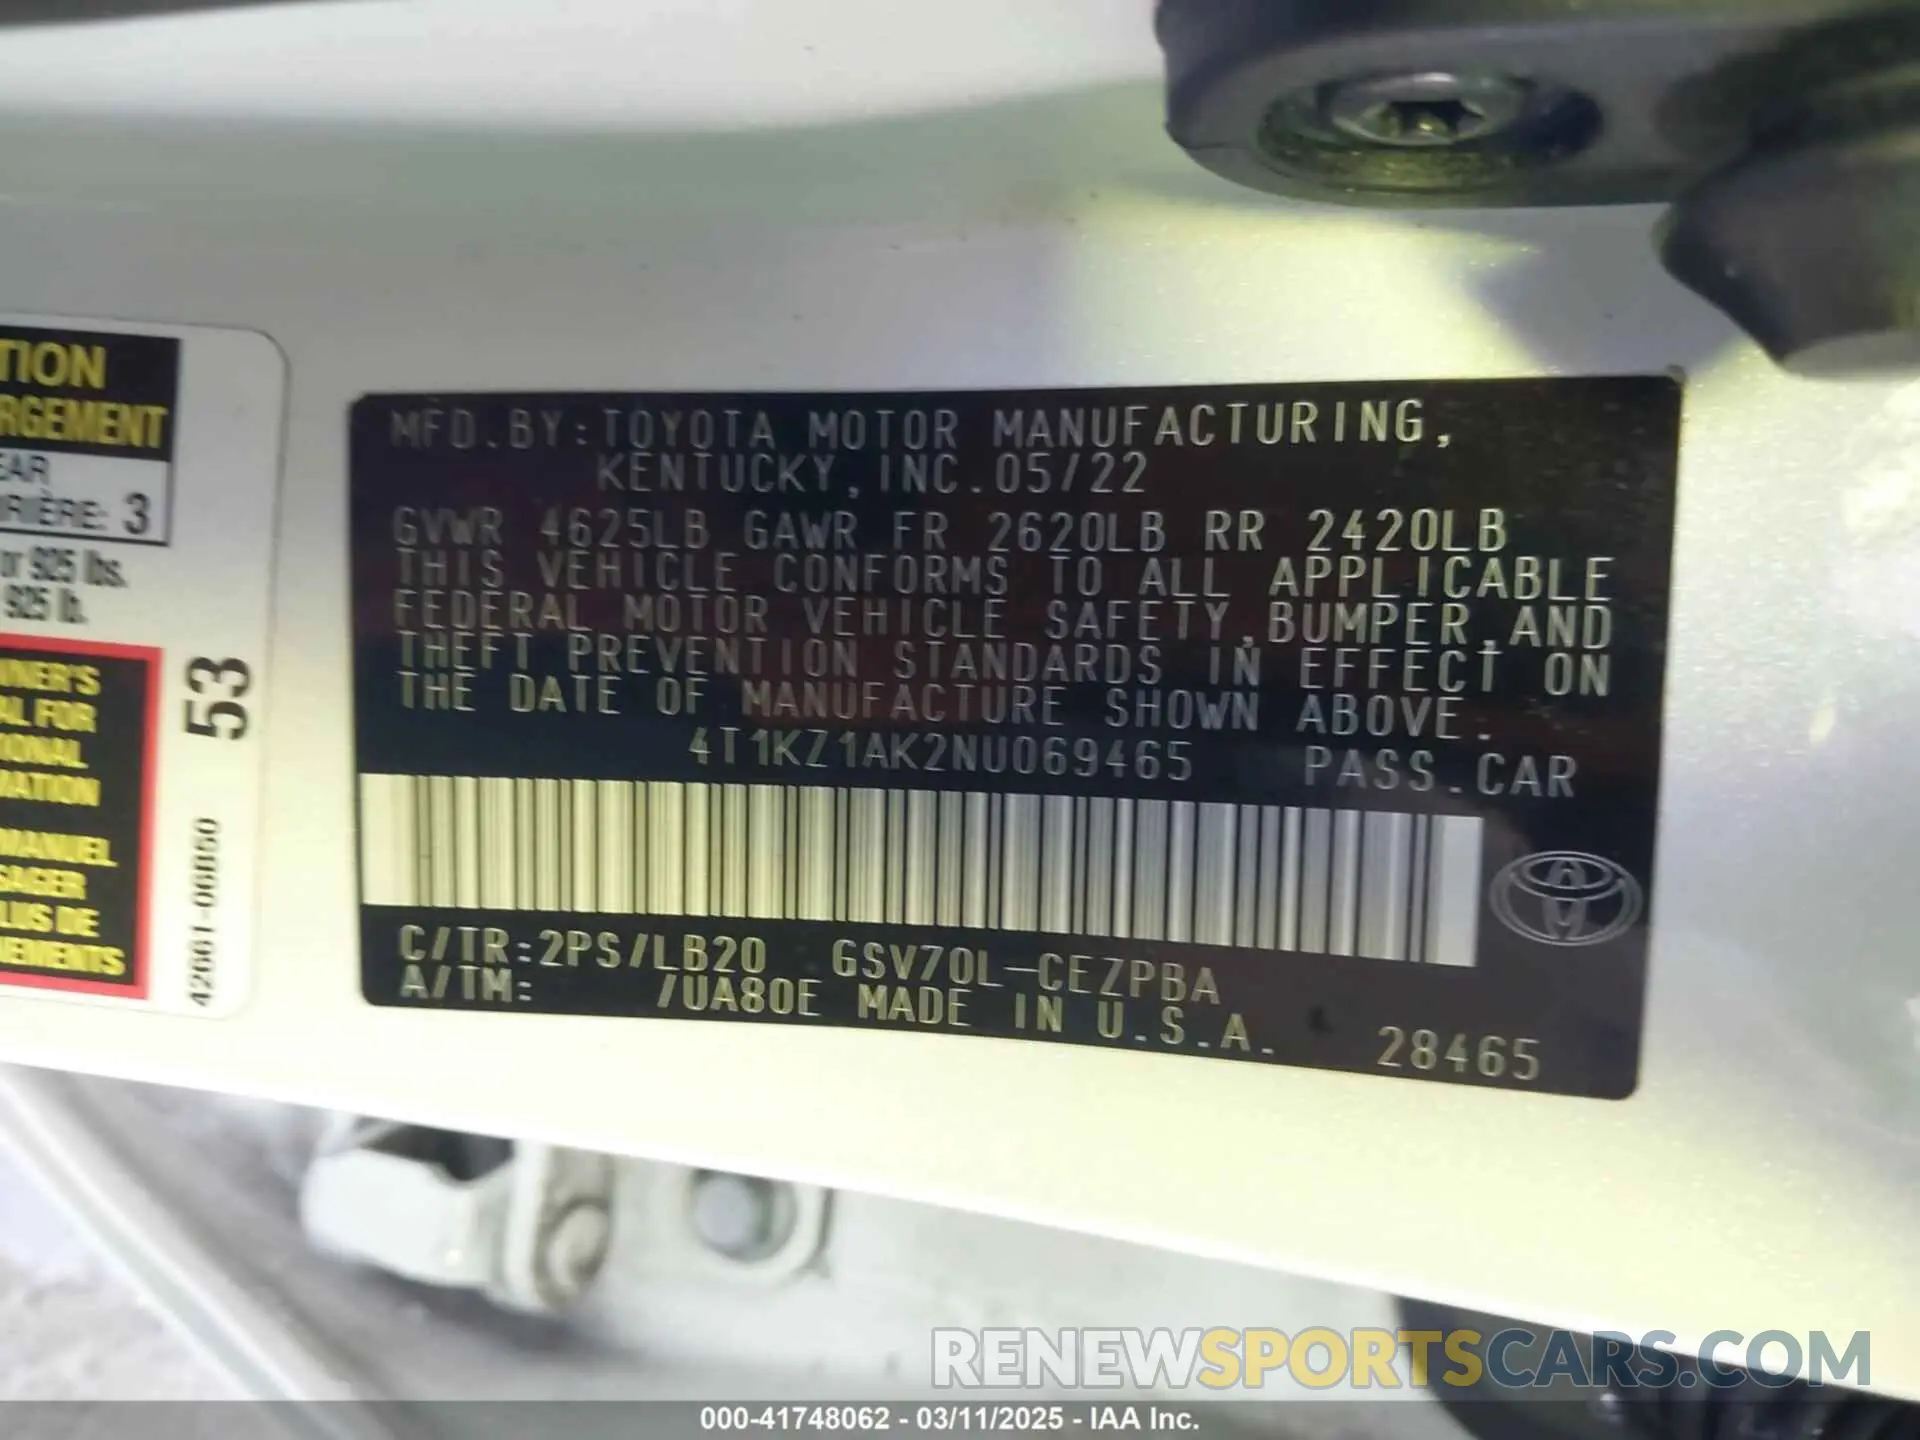 TION
RGEMENT
EAR
RIÈRE: 3
or 925 lbs.
925 lb.
WNER'S
AL FOR
IONAL
MATION
MANUEL
SAGER
PLUS DE
NEMENTS
53
42661-06B50
MFD.BY:TOYOTA MOTOR MANUFACTURING,
KENTUCKY, INC. 05/22
GVWR 4625LB GAWR FR 2620LB RR 2420LB
THIS VEHICLE CONFORMS TO ALL APPLICABLE
FEDERAL MOTOR VEHICLE SAFETY, BUMPER, AND
THEFT PREVENTION STANDARDS IN EFFECT ON
THE DATE OF MANUFACTURE SHOWN ABOVE.
4T1KZ1AK2NU069465 PASS.CAR
C/TR:2PS/LB20 GSV70L-CEZPBA
A/TM: /UA80E MADE IN U.S.A. 28465
RENEWSPORTSCARS.COM
000-41748062 - 03/11/2025 - IAA Inc.